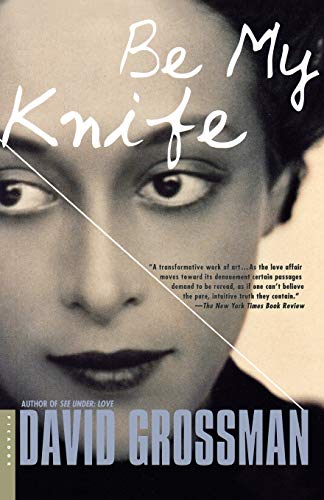 Be My
Knife
"A transformative work of art...As the love affair
moves toward its denouement certain passages
demand to be reread, as if one can't believe
the pure, intuitive truth they contain."
—The New York Times Book Review
AUTHOR OF SEE UNDER: LOVE
DAVID GROSSMAN
PICADOR